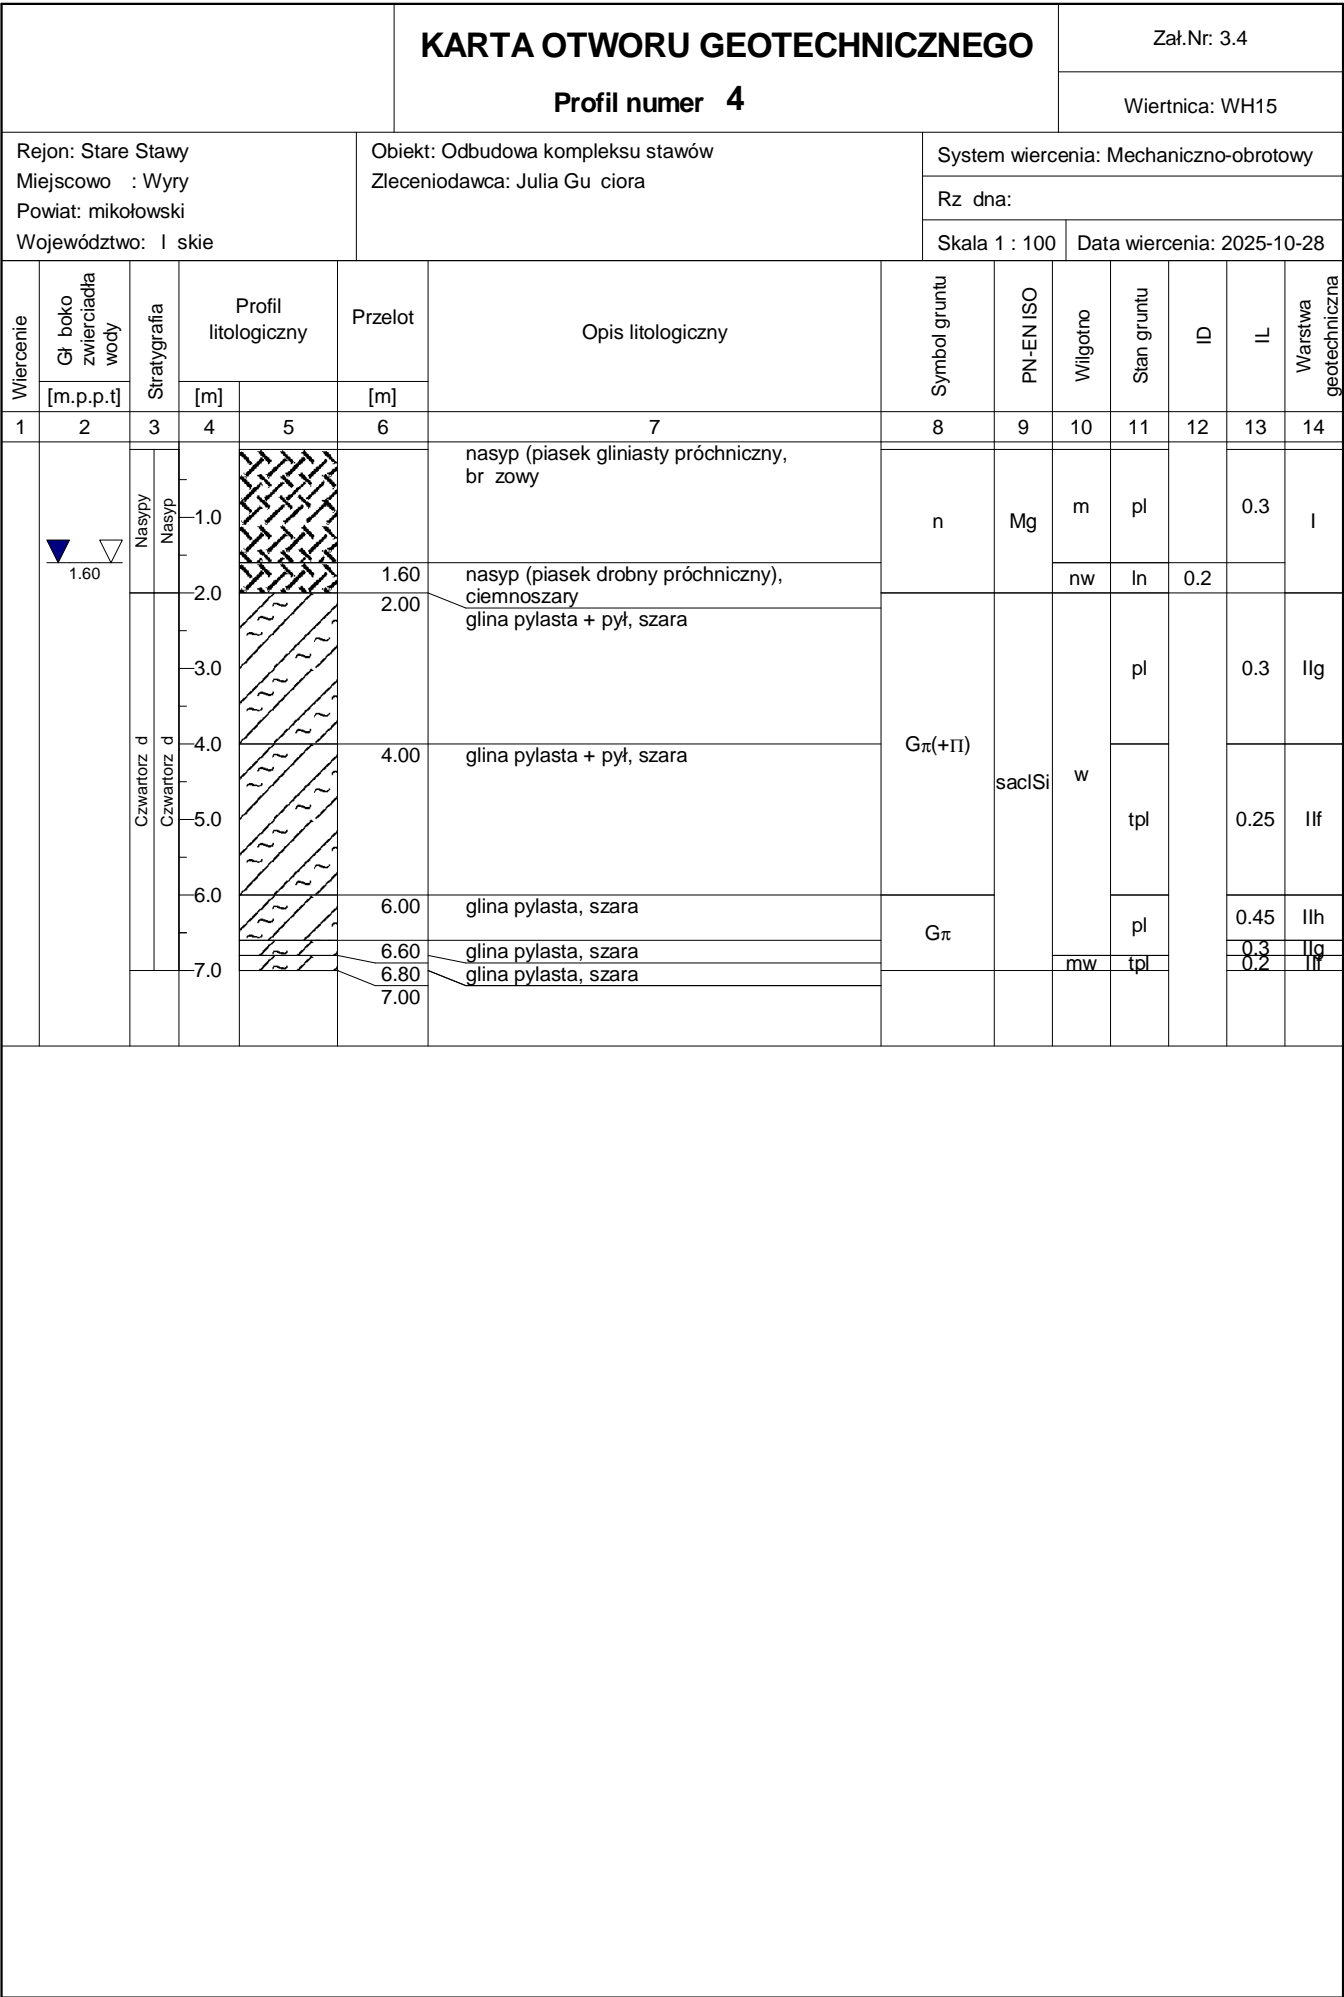 KARTA OTWORU GEOTECHNICZNEGO
Profil numer 4
Zał.Nr: 3.4
Wiertnica: WH15
Rejon: Stare Stawy
Miejscowo : Wyry
Powiat: mikołowski
Województwo: l skie
Obiekt: Odbudowa kompleksu stawów
Zleceniodawca: Julia Gu ciora
System wiercenia: Mechaniczno-obrotowy
Rz dna:
Skala 1 : 100 Data wiercenia: 2025-10-28
Wiercenie
Gł boko
zwierciadła
wody
[m.p.p.t]
Stratygrafia
Profil
litologiczny
[m]
Przelot
[m]
Opis litologiczny
Symbol gruntu
PN-EN ISO
Wilgotno
Stan gruntu
ID
IL
Warstwa
geotechniczna
1 2 3 4 5 6 7 8 9 10 11 12 13 14
nasyp (piasek gliniasty próchniczny,
br zowy
Nasypy
Nasyp
1.0
n Mg m pl 0.3 I
1.60
1.60 nasyp (piasek drobny próchniczny),
ciemnoszary
nw ln 0.2
2.0
2.00
glina pylasta + pył, szara
3.0
pl 0.3 IIg
Czwartorz d
Czwartorz d
4.0
4.00 glina pylasta + pył, szara
Gπ(+Π)
saclSi w
5.0
tpl 0.25 IIf
6.0
6.00 glina pylasta, szara
Gπ
pl 0.45 IIh
6.60 glina pylasta, szara
0.3 IIg
7.0
6.80 glina pylasta, szara
mw tpl 0.2 IIf
7.00